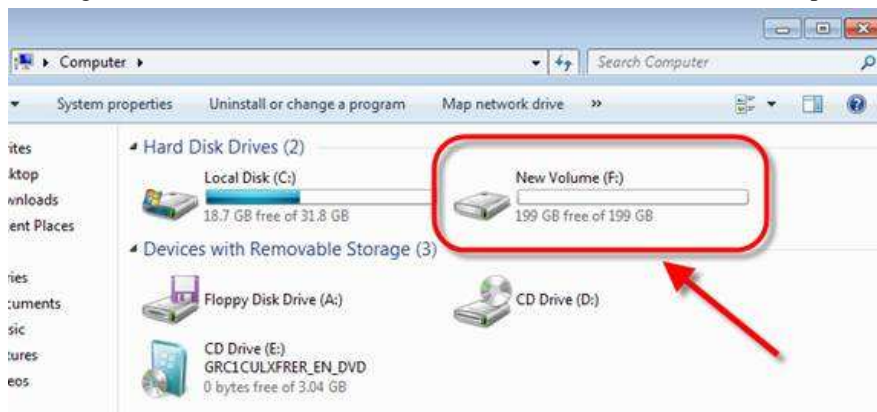 Computer
Search Computer
System properties Uninstall or change a program Map network drive »
Hard Disk Drives (2)
Local Disk (C:)
18.7 GB free of 31.8 GB
New Volume (F:)
199 GB free of 199 GB
Devices with Removable Storage (3)
Floppy Disk Drive (A:)
CD Drive (D:)
CD Drive (E:)
GRC1CULXFRER_EN_DVD
0 bytes free of 3.04 GB
ites
ktop
wnloads
ent Places
ries
cuments
sic
tures
eos